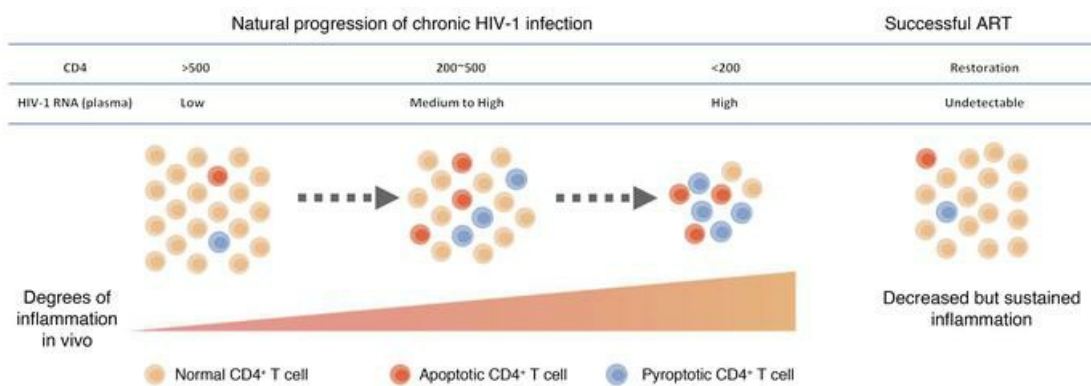 Natural progression of chronic HIV-1 infection Successful ART
CD4 >500 200~500 <200 Restoration
HIV-1 RNA (plasma) Low Medium to High High Undetectable
Degrees of
inflammation
in vivo
Decreased but sustained
inflammation
Normal CD4⁺ T cell Apoptotic CD4⁺ T cell Pyroptotic CD4⁺ T cell